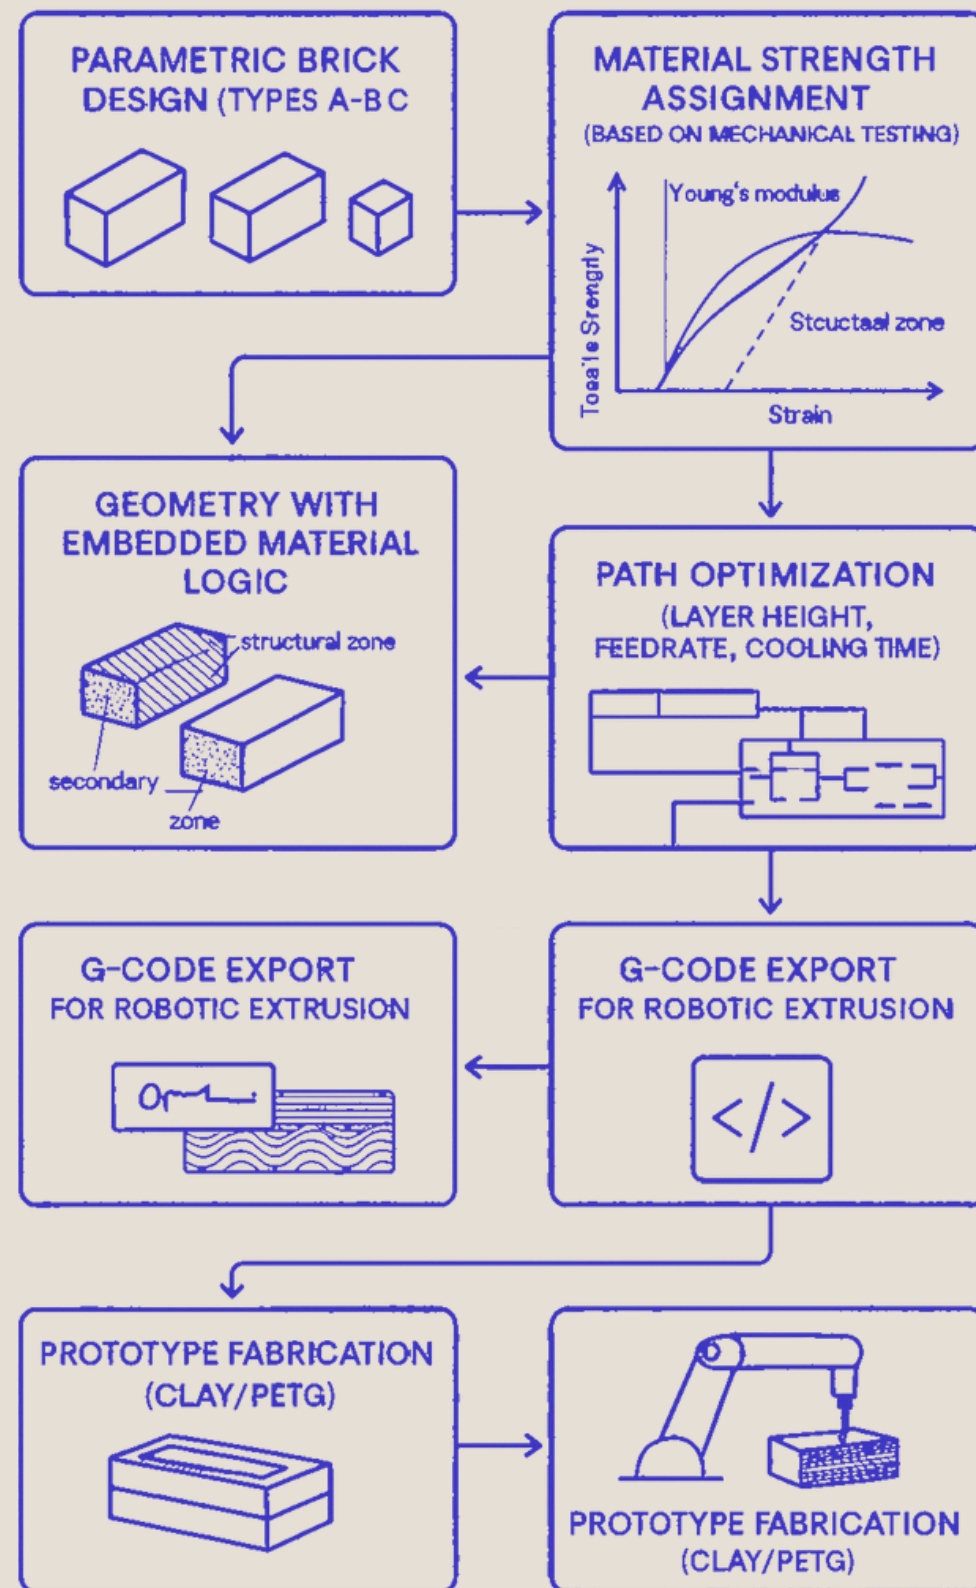 PARAMETRIC BRICK
DESIGN (TYPES A-B C
MATERIAL STRENGTH
ASSIGNMENT
(BASED ON MECHANICAL TESTING)
Young's modulus
Stcuctaal zone
Strain
GEOMETRY WITH
EMBEDDED MATERIAL
LOGIC
structural zone
secondary
zone
PATH OPTIMIZATION
(LAYER HEIGHT,
FEEDRATE, COOLING TIME)
G-CODE EXPORT
FOR ROBOTIC EXTRUSION
G-CODE EXPORT
FOR ROBOTIC EXTRUSION
</>
PROTOTYPE FABRICATION
(CLAY/PETG)
PROTOTYPE FABRICATION
(CLAY/PETG)